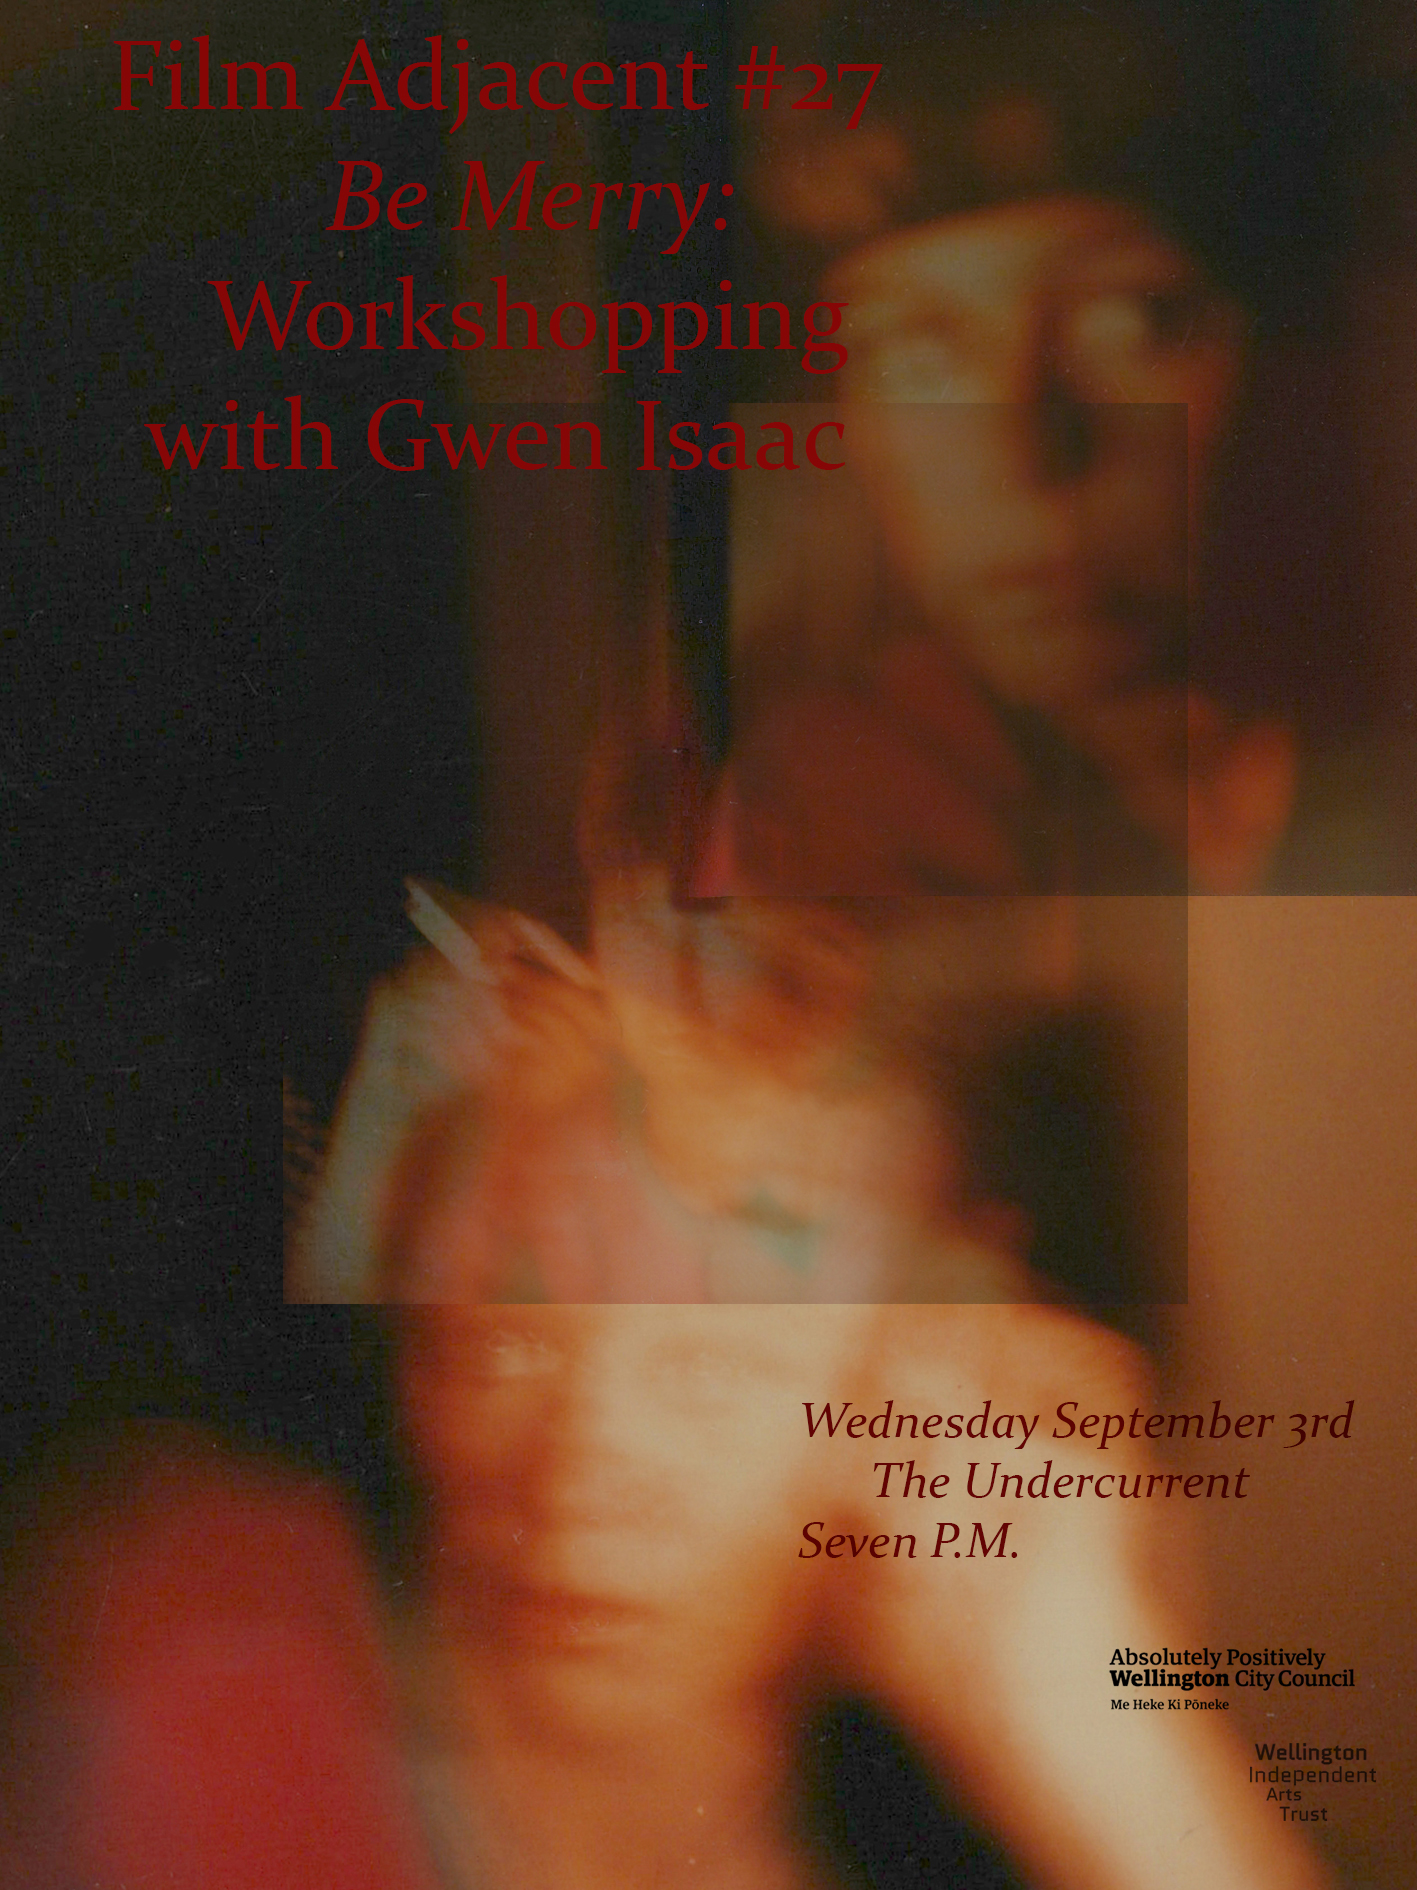 Film Adjacent #27
Be Merry:
Workshopping
with Gwen Isaac
Wednesday September 3rd
The Undercurrent
Seven P.M.
Absolutely Positively
Wellington City Council
Me Heke Ki Pōneke
Wellington
Independent
Arts
Trust